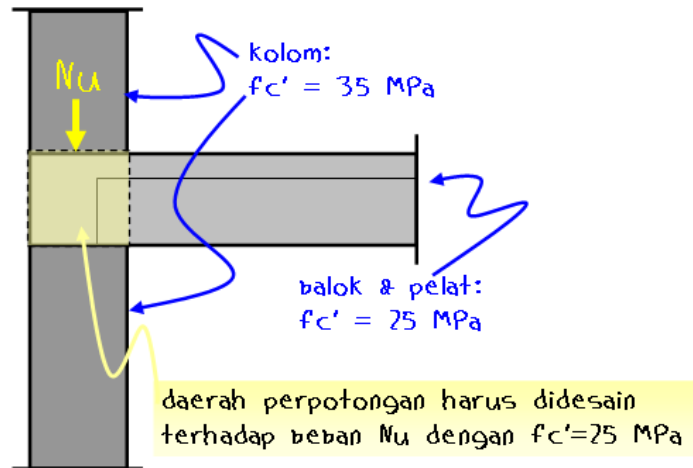 kolom:
fc' = 35 MPa
Nu
balok & pelat:
fc' = 25 MPa
daerah perpotongan harus didesain
terhadap beban Nu dengan fc'=25 MPa